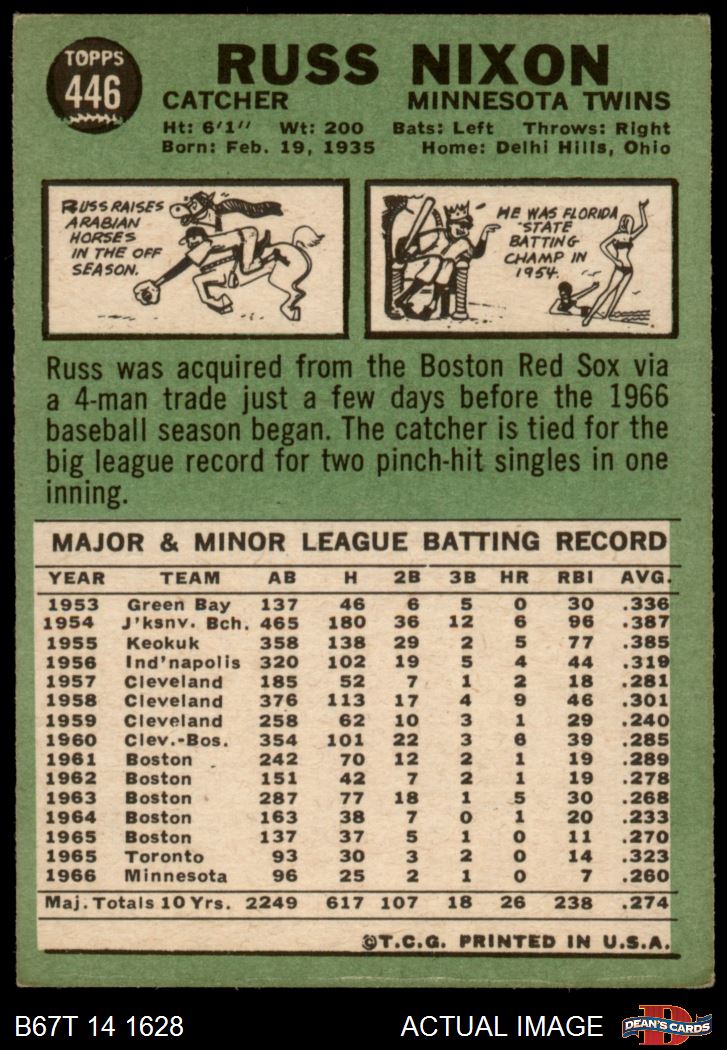 TOPPS
446
RUSS NIXON
CATCHER MINNESOTA TWINS
Ht: 6'1" Wt: 200 Bats: Left Throws: Right
Born: Feb. 19, 1935 Home: Delhi Hills, Ohio
RUSS RAISES
ARABIAN
HORSES
IN THE OFF
SEASON.
HE WAS FLORIDA
STATE
BATTING
CHAMP IN
1954.
Russ was acquired from the Boston Red Sox via
a 4-man trade just a few days before the 1966
baseball season began. The catcher is tied for the
big league record for two pinch-hit singles in one
inning.
MAJOR & MINOR LEAGUE BATTING RECORD
YEAR TEAM AB H 2B 3B HR RBI AVG.
1953 Green Bay 137 46 6 5 0 30 .336
1954 J'ksnv. Bch. 465 180 36 12 6 96 .387
1955 Keokuk 358 138 29 2 5 77 .385
1956 Ind'napolis 320 102 19 5 4 44 .319
1957 Cleveland 185 52 7 1 2 18 .281
1958 Cleveland 376 113 17 4 9 46 .301
1959 Cleveland 258 62 10 3 1 29 .240
1960 Clev.-Bos. 354 101 22 3 6 39 .285
1961 Boston 242 70 12 2 1 19 .289
1962 Boston 151 42 7 2 1 19 .278
1963 Boston 287 77 18 1 5 30 .268
1964 Boston 163 38 7 0 1 20 .233
1965 Boston 137 37 5 1 0 11 .270
1965 Toronto 93 30 3 2 0 14 .323
1966 Minnesota 96 25 2 1 0 7 .260
Maj. Totals 10 Yrs. 2249 617 107 18 26 238 .274
©T.C.G. PRINTED IN U.S.A.
B67T 14 1628 ACTUAL IMAGE
DEAN'S CARDS